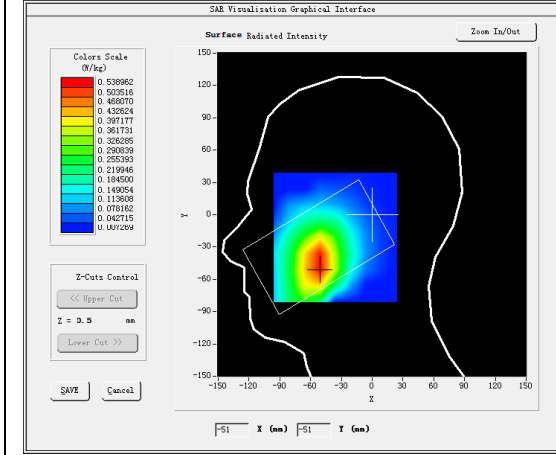 SAR Visualisation Graphical Interface
Surface Radiated Intensity
Zoom In/Out
Colors Scale
(W/kg)
0.538962
0.503516
0.468070
0.432624
0.397177
0.361731
0.326285
0.290839
0.255393
0.219946
0.184500
0.149054
0.113608
0.078162
0.042715
0.007269
Z-Cuts Control
<< Upper Cut
Z = 0.5 mm
Lower Cut >>
SAVE Cancel
150
120
90
60
30
Y
0
-30
-60
-90
-120
-150
-150 -120 -90 -60 -30 0 30 60 90 120 150
X
-51 X (mm) -51 Y (mm)